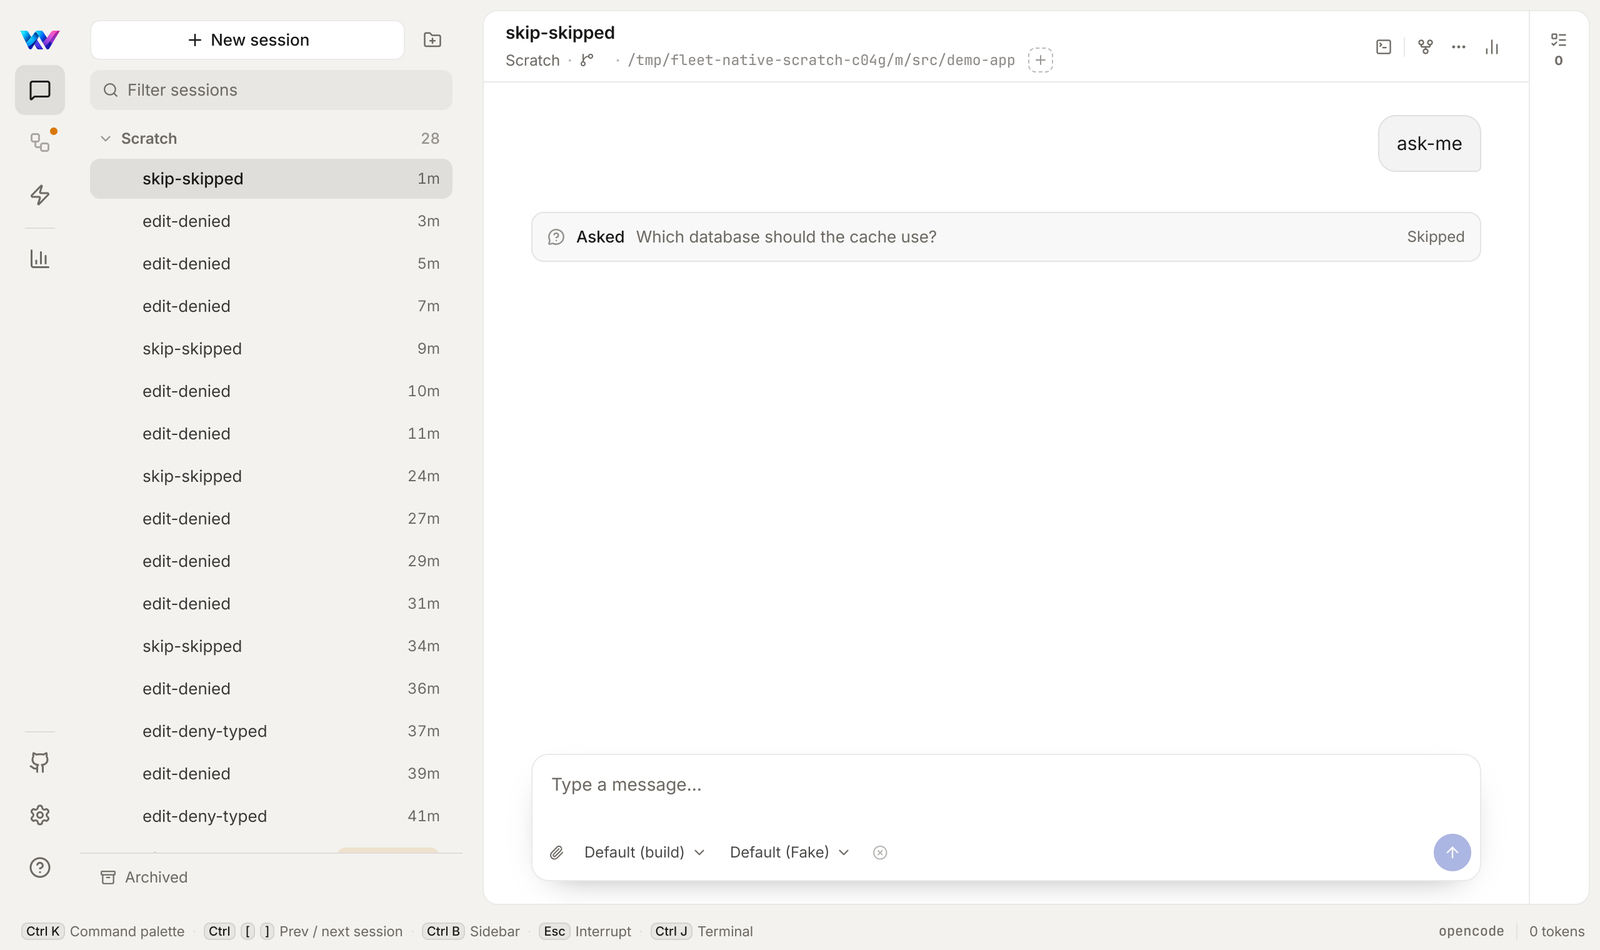 New session
Filter sessions
Scratch 28
skip-skipped 1m
edit-denied 3m
edit-denied 5m
edit-denied 7m
skip-skipped 9m
edit-denied 10m
edit-denied 11m
skip-skipped 24m
edit-denied 27m
edit-denied 29m
edit-denied 31m
skip-skipped 34m
edit-denied 36m
edit-deny-typed 37m
edit-denied 39m
edit-deny-typed 41m
Archived
skip-skipped
Scratch · · /tmp/fleet-native-scratch-c04g/m/src/demo-app
0
ask-me
Asked Which database should the cache use? Skipped
Type a message...
Default (build) Default (Fake)
Ctrl K Command palette Ctrl [ ] Prev / next session Ctrl B Sidebar Esc Interrupt Ctrl J Terminal opencode 0 tokens